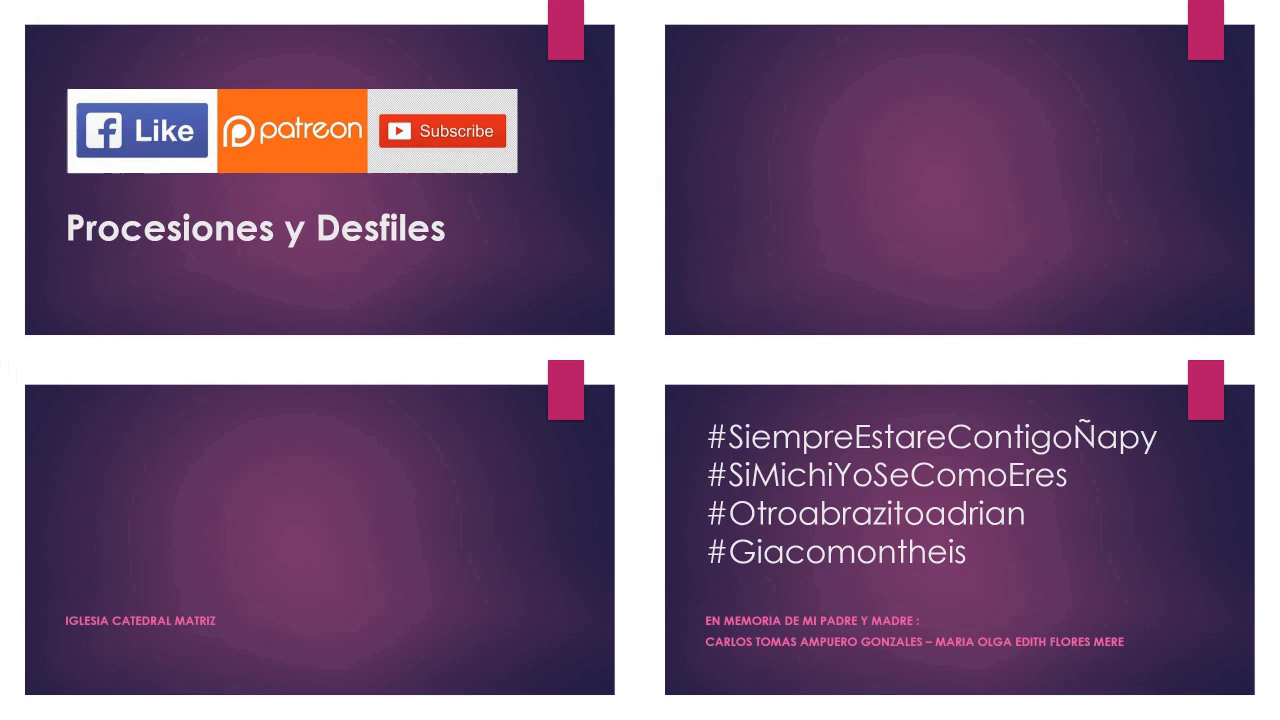 Like
patreon
Subscribe
Procesiones y Desfiles
IGLESIA CATEDRAL MATRIZ
#SiempreEstareContigoÑapy
#SiMichiYoSeComoEres
#Otroabrazitoadrian
#Giacomontheis
EN MEMORIA DE MI PADRE Y MADRE :
CARLOS TOMAS AMPUERO GONZALES – MARIA OLGA EDITH FLORES MERE